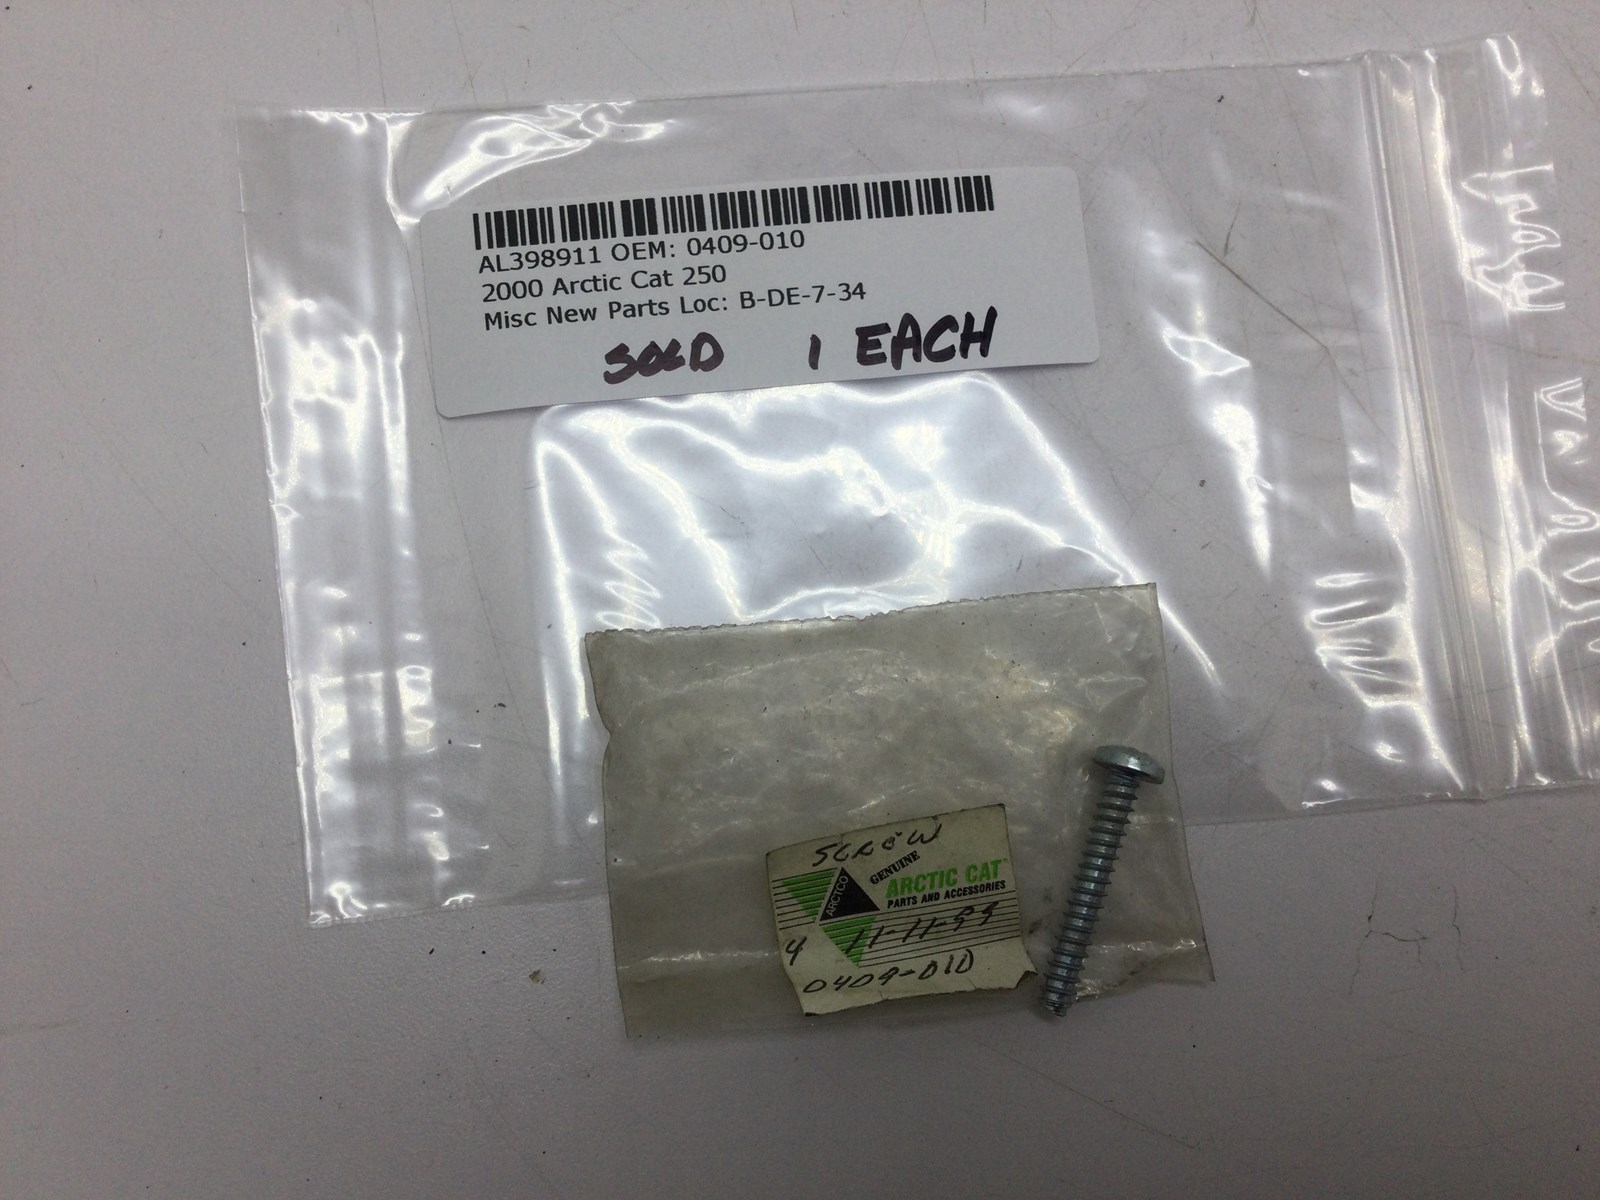 AL398911 OEM: 0409-010
2000 Arctic Cat 250
Misc New Parts Loc: B-DE-7-34
SOLD 1 EACH
SCREW
ARCTCO GENUINE
ARCTIC CAT
PARTS AND ACCESSORIES
4 11-11-99
0409-010